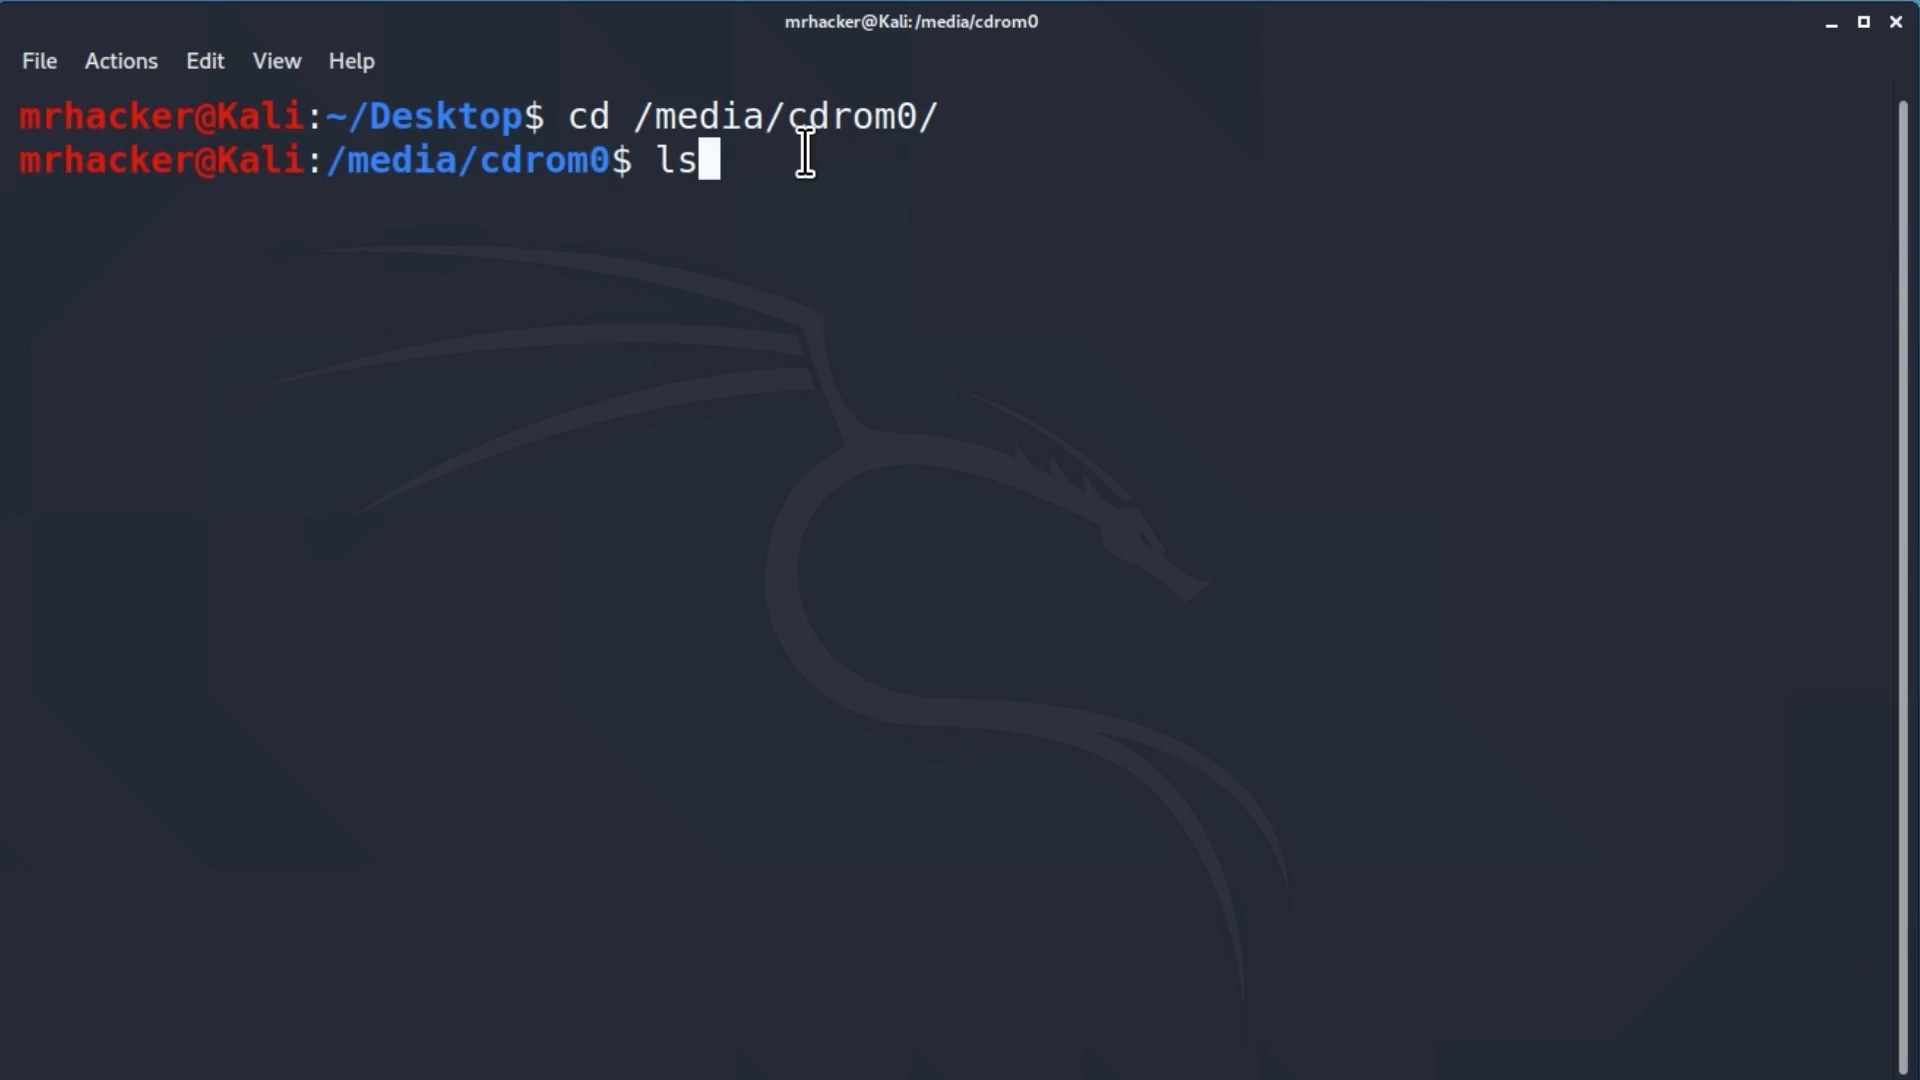 mrhacker@Kali:/media/cdrom0
File Actions Edit View Help
mrhacker@Kali:~/Desktop$ cd /media/cdrom0/
mrhacker@Kali:/media/cdrom0$ ls